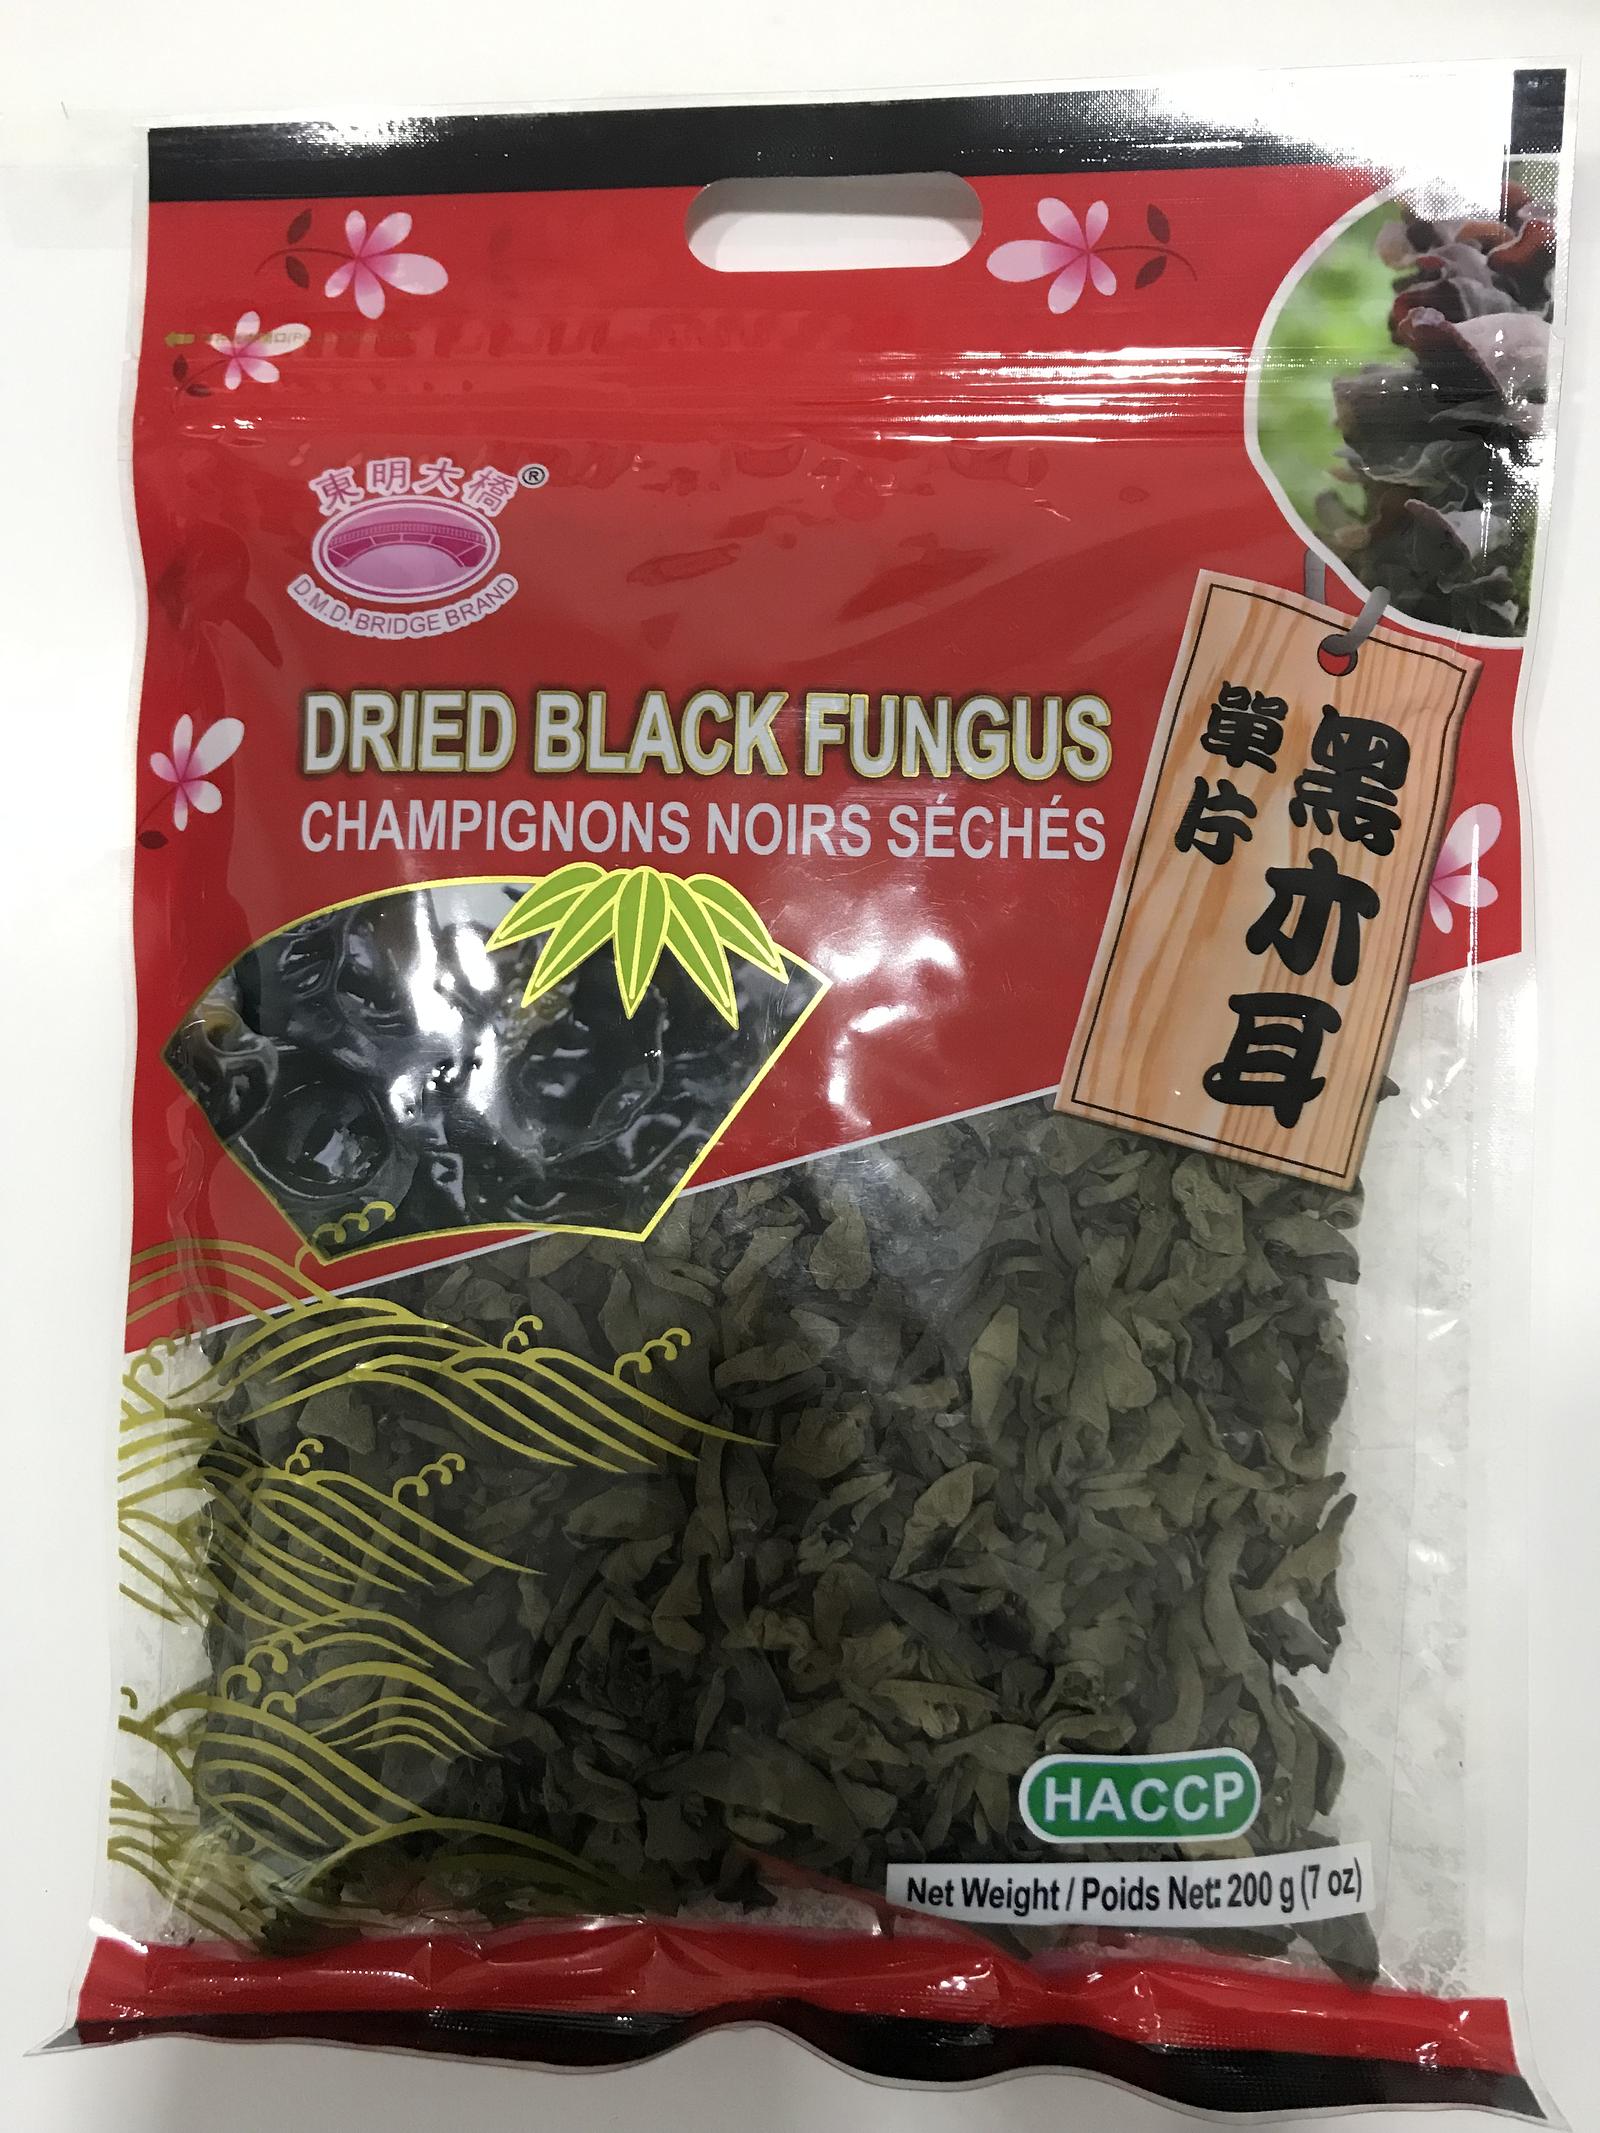 東明大橋®
D.M.D. BRIDGE BRAND
DRIED BLACK FUNGUS
CHAMPIGNONS NOIRS SÉCHÉS
黑木耳
單片
HACCP
Net Weight / Poids Net: 200 g (7 oz)